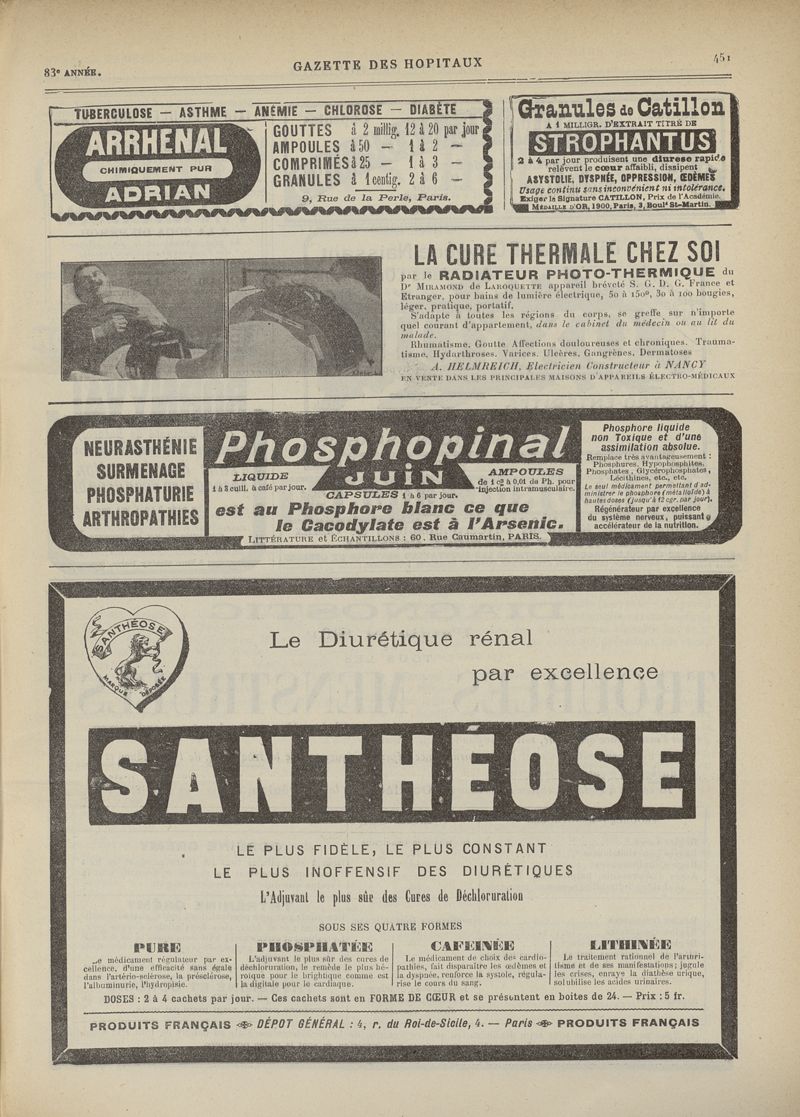 83e ANNÉE.
GAZETTE DES HOPITAUX
451
TUBERCULOSE — ASTHME — ANÉMIE — CHLOROSE — DIABÈTE
ARRHÉNAL
CHIMIQUEMENT PUR
ADRIAN
GOUTTES à 2 millig. 12 à 20 par jour
AMPOULES à 50 — 1 à 2 —
COMPRIMÉS à 25 — 1 à 3 —
GRANULES à 1 centig. 2 à 6 —
9, Rue de la Perle, Paris.
Granules de Catillon
A 1 MILLIGR. D'EXTRAIT TITRÉ DE
STROPHANTUS
2 à 4 par jour produisent une diurèse rapide
relèvent le cœur affaibli, dissipent
ASYSTOLIE, DYSPNÉE, OPPRESSION, ŒDÈMES
Usage continu sans inconvénient ni intolérance.
Exiger la Signature CATILLON, Prix de l'Académie.
MÉDAILLE D'OR, 1900, Paris, 3, Bould St-Martin.
LA CURE THERMALE CHEZ SOI
par le RADIATEUR PHOTO-THERMIQUE du
Dr MIRAMOND de LAROQUETTE appareil bréveté S. G. D. G. France et
Etranger, pour bains de lumière électrique, 50 à 150°, 30 à 100 bougies,
léger, pratique, portatif.
S'adapte à toutes les régions du corps, se greffe sur n'importe
quel courant d'appartement, dans le cabinet du médecin ou au lit du
malade.
Rhumatisme. Goutte Affections douloureuses et chroniques. Trauma-
tisme. Hydarthroses. Varices. Ulcères. Gangrènes. Dermatoses
A. HELMREICH, Electricien Constructeur à NANCY
EN VENTE DANS LES PRINCIPALES MAISONS D'APPAREILS ÉLECTRO-MÉDICAUX
NEURASTHÉNIE
SURMENAGE
PHOSPHATURIE
ARTHROPATHIES
Phosphopinal
JUIN
LIQUIDE
1 à 3 cuill. à café par jour.
AMPOULES
de 1 c3 à 0,01 de Ph. pour
injection intramusculaire.
CAPSULES 1 à 6 par jour.
est au Phosphore blanc ce que
le Cacodylate est à l'Arsenic.
LITTÉRATURE et ÉCHANTILLONS : 60, Rue Caumartin, PARIS.
Phosphore liquide
non Toxique et d'une
assimilation absolue.
Remplace très avantageusement :
Phosphures, Hypophosphites,
Phosphates, Glycérophosphates,
Lécithines, etc., etc.
Le seul médicament permettant d'ad-
ministrer le phosphore (métalloïde) à
hautes doses (jusqu'à 12 cgr. par jour).
Régénérateur par excellence
du système nerveux, puissant
accélérateur de la nutrition.
SANTHÉOSE
MARQUE DÉPOSÉE
Le Diurétique rénal
par excellence
SANTHÉOSE
LE PLUS FIDÈLE, LE PLUS CONSTANT
LE PLUS INOFFENSIF DES DIURÉTIQUES
L'Adjuvant le plus sûr des Cures de Déchloruration
SOUS SES QUATRE FORMES
PURE
Le médicament régulateur par ex-
cellence, d'une efficacité sans égale
dans l'artério-sclérose, la présclérose,
l'albuminurie, l'hydropisie.
PHOSPHATÉE
L'adjuvant le plus sûr des cures de
déchloruration, le remède le plus hé-
roïque pour le brightique comme est
la digitale pour le cardiaque.
CAFEINÉE
Le médicament de choix des cardio-
pathies, fait disparaître les œdèmes et
la dyspnée, renforce la systole, régula-
rise le cours du sang.
LITHINÉE
Le traitement rationnel de l'arthri-
tisme et de ses manifestations ; jugule
les crises, enraye la diathèse urique,
solubilise les acides urinaires.
DOSES : 2 à 4 cachets par jour. — Ces cachets sont en FORME DE CŒUR et se présentent en boites de 24. — Prix : 5 fr.
PRODUITS FRANÇAIS DÉPOT GÉNÉRAL : 4, r. du Roi-de-Sicile, 4. — Paris PRODUITS FRANÇAIS